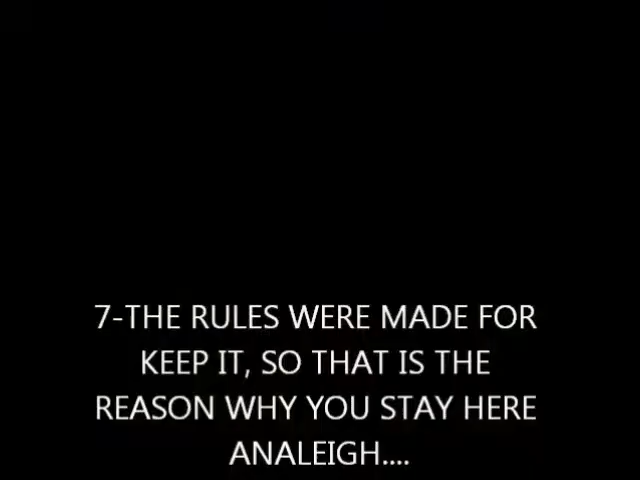 7-THE RULES WERE MADE FOR
KEEP IT, SO THAT IS THE
REASON WHY YOU STAY HERE
ANALEIGH....